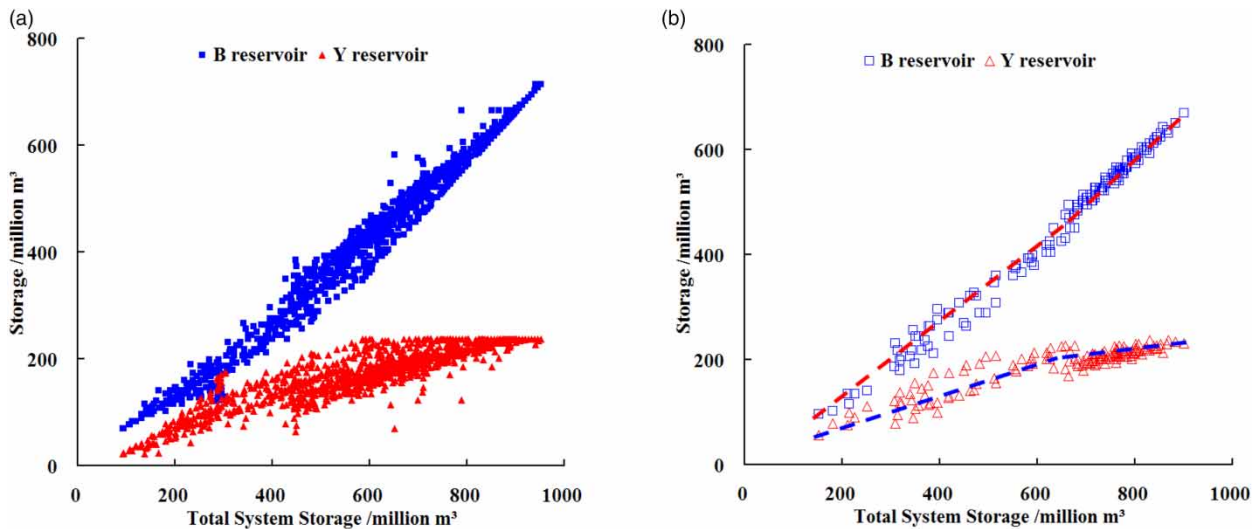 (a)
800
B reservoir Y reservoir
600
400
200
0
Storage /million m³
0 200 400 600 800 1000
Total System Storage /million m³
(b)
800
B reservoir Y reservoir
600
400
200
0
Storage /million m³
0 200 400 600 800 1000
Total System Storage /million m³